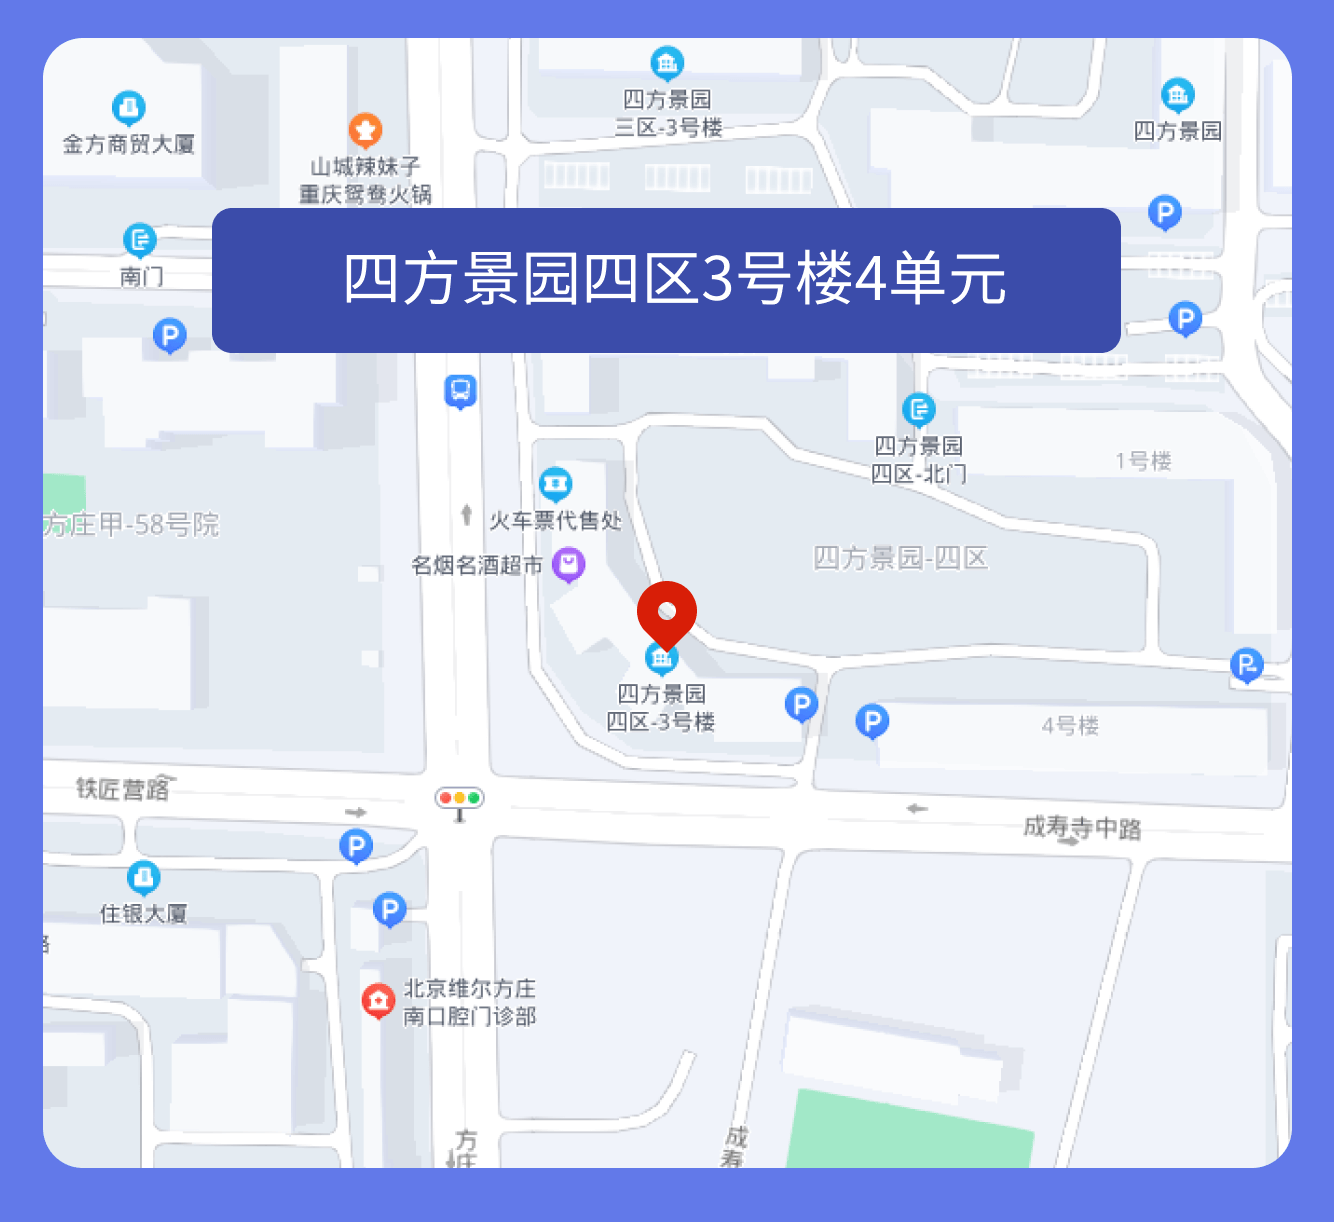 四方景园
三区-3号楼
四方景园
金方商贸大厦
山城辣妹子
重庆鸳鸯火锅
P
四方景园四区3号楼4单元
南门
P
P
四方景园
四区-北门
1号楼
火车票代售处
方庄甲-58号院
四方景园-四区
名烟名酒超市
P
四方景园
四区-3号楼
P
P
4号楼
铁匠营路
成寿寺中路
P
住银大厦
P
北京维尔方庄
南口腔门诊部
方
庄
成
寿